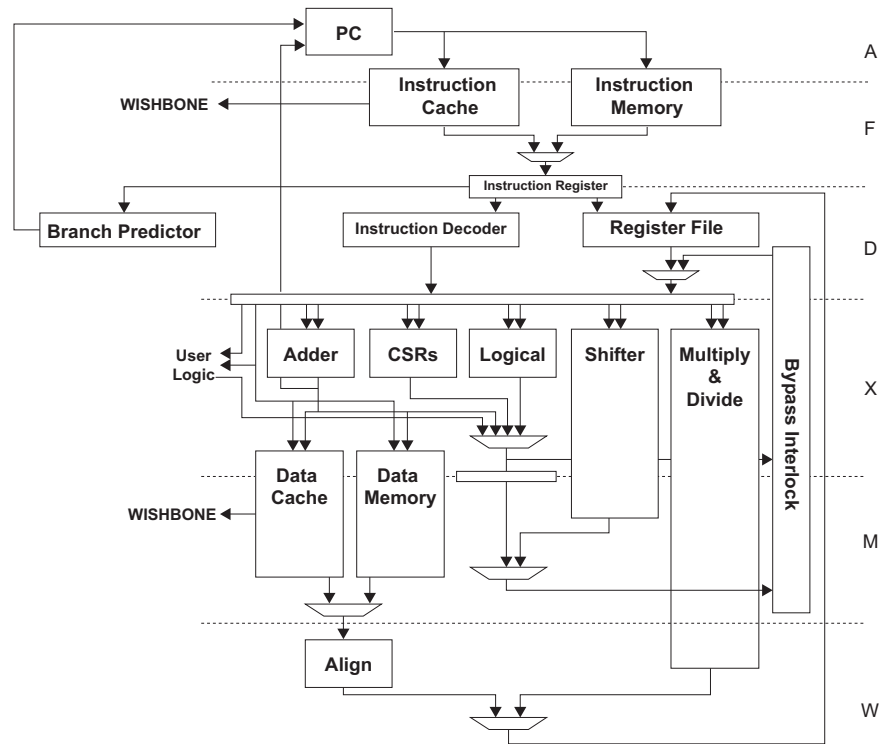 PC
A
Instruction
Cache
Instruction
Memory
WISHBONE
F
Instruction Register
Branch Predictor
Instruction Decoder
Register File
D
Adder
CSRs
Logical
Shifter
Multiply
&
Divide
User
Logic
Bypass Interlock
X
Data
Cache
Data
Memory
WISHBONE
M
Align
W